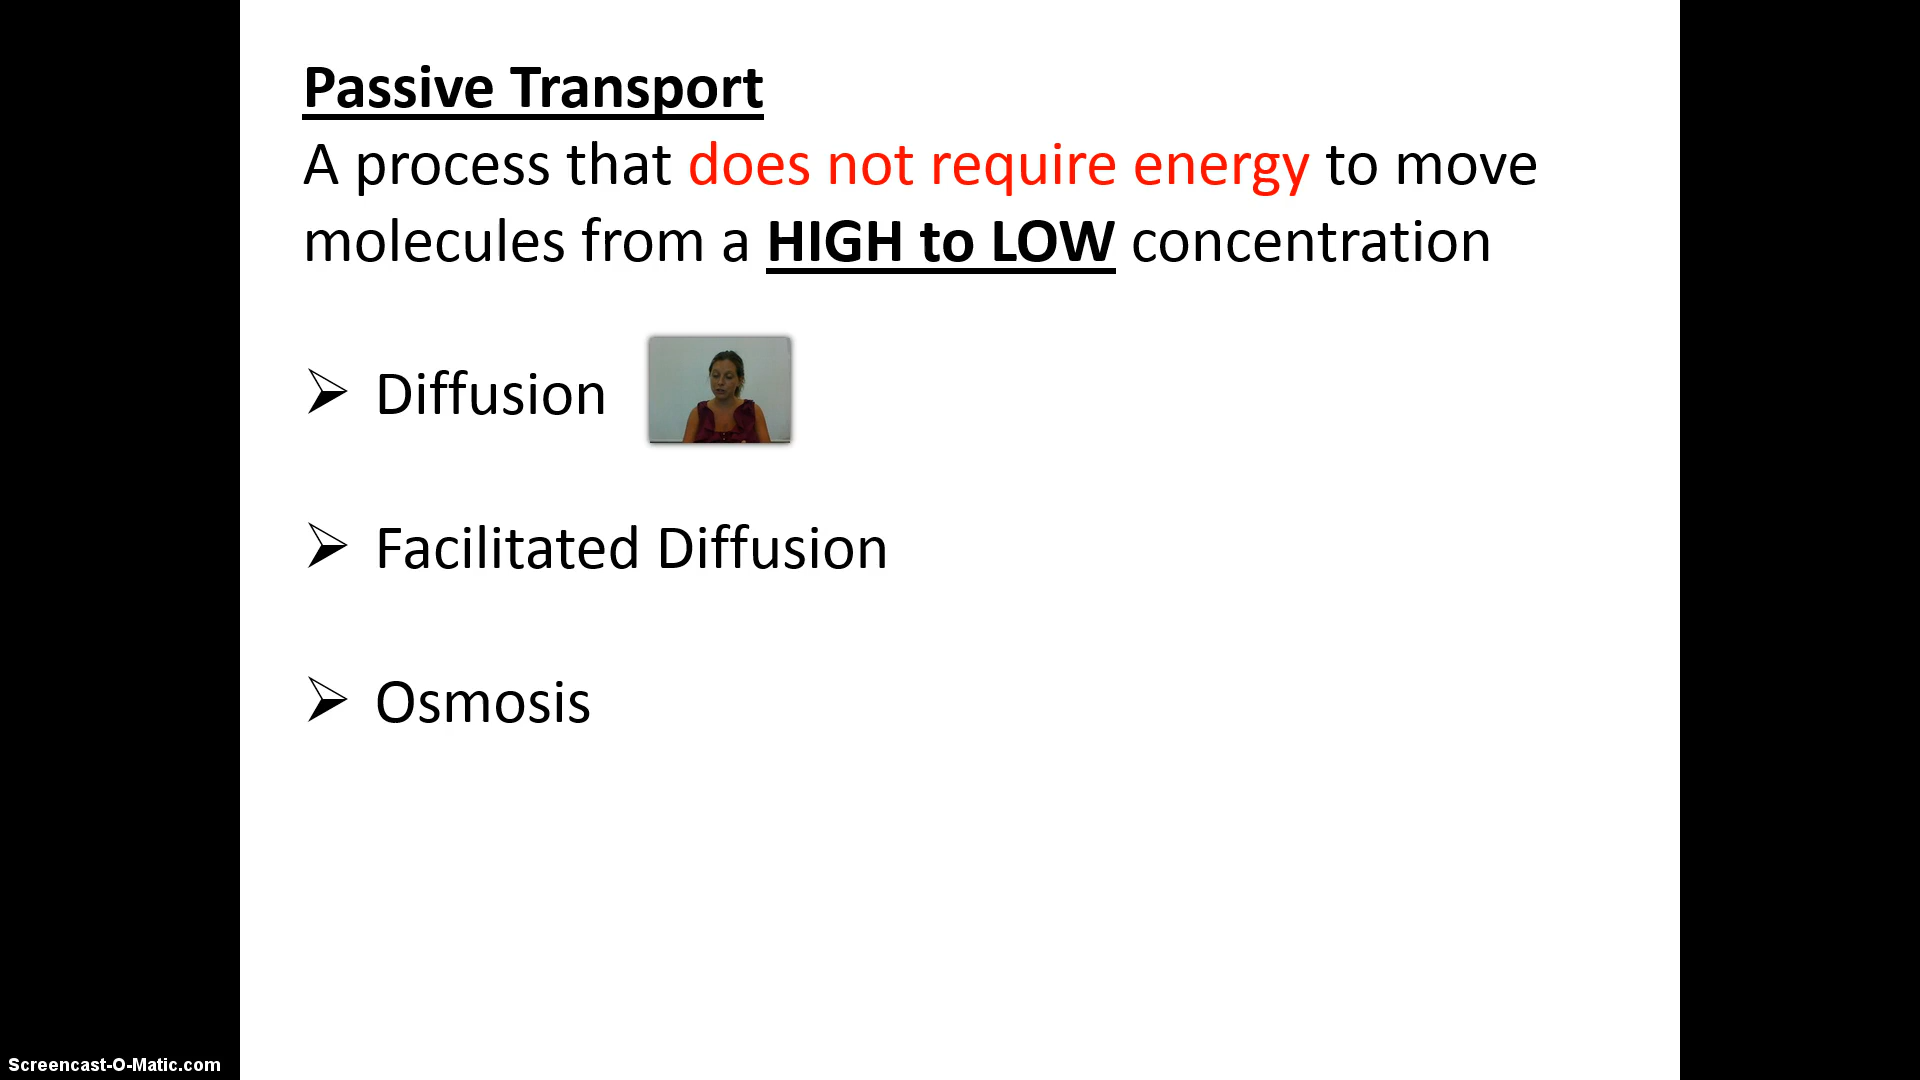 Passive Transport
A process that does not require energy to move
molecules from a HIGH to LOW concentration
➢ Diffusion
➢ Facilitated Diffusion
➢ Osmosis
Screencast-O-Matic.com